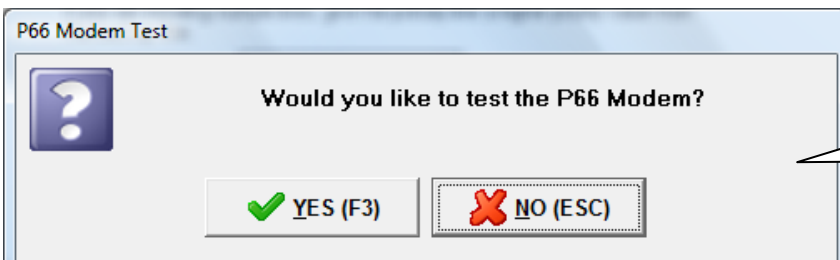 P66 Modem Test
Would you like to test the P66 Modem?
YES (F3)
NO (ESC)